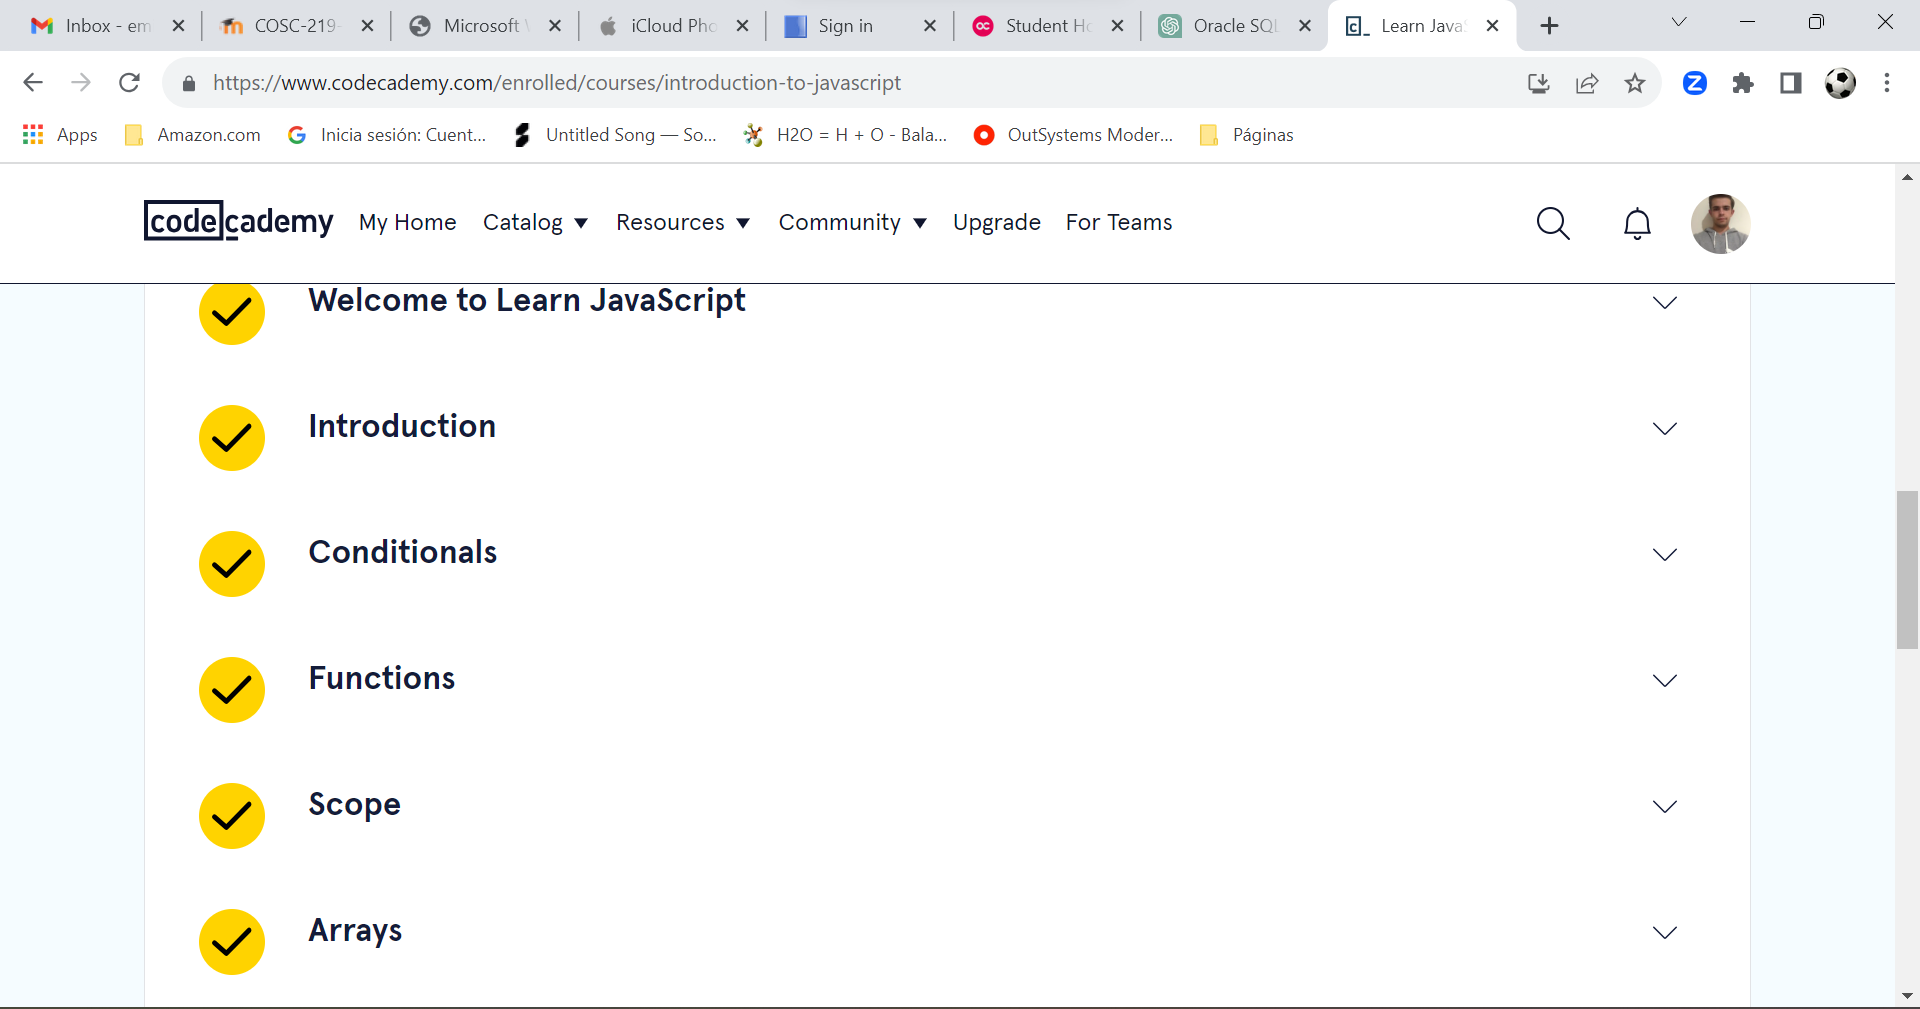 Inbox - em
COSC-219-
Microsoft
iCloud Pho
Sign in
Student Ho
Oracle SQL
Learn Javas
https://www.codecademy.com/enrolled/courses/introduction-to-javascript
Apps
Amazon.com
Inicia sesión: Cuent...
Untitled Song — So...
H2O = H + O - Bala...
OutSystems Moder...
Páginas
codecademy
My Home
Catalog
Resources
Community
Upgrade
For Teams
Welcome to Learn JavaScript
Introduction
Conditionals
Functions
Scope
Arrays